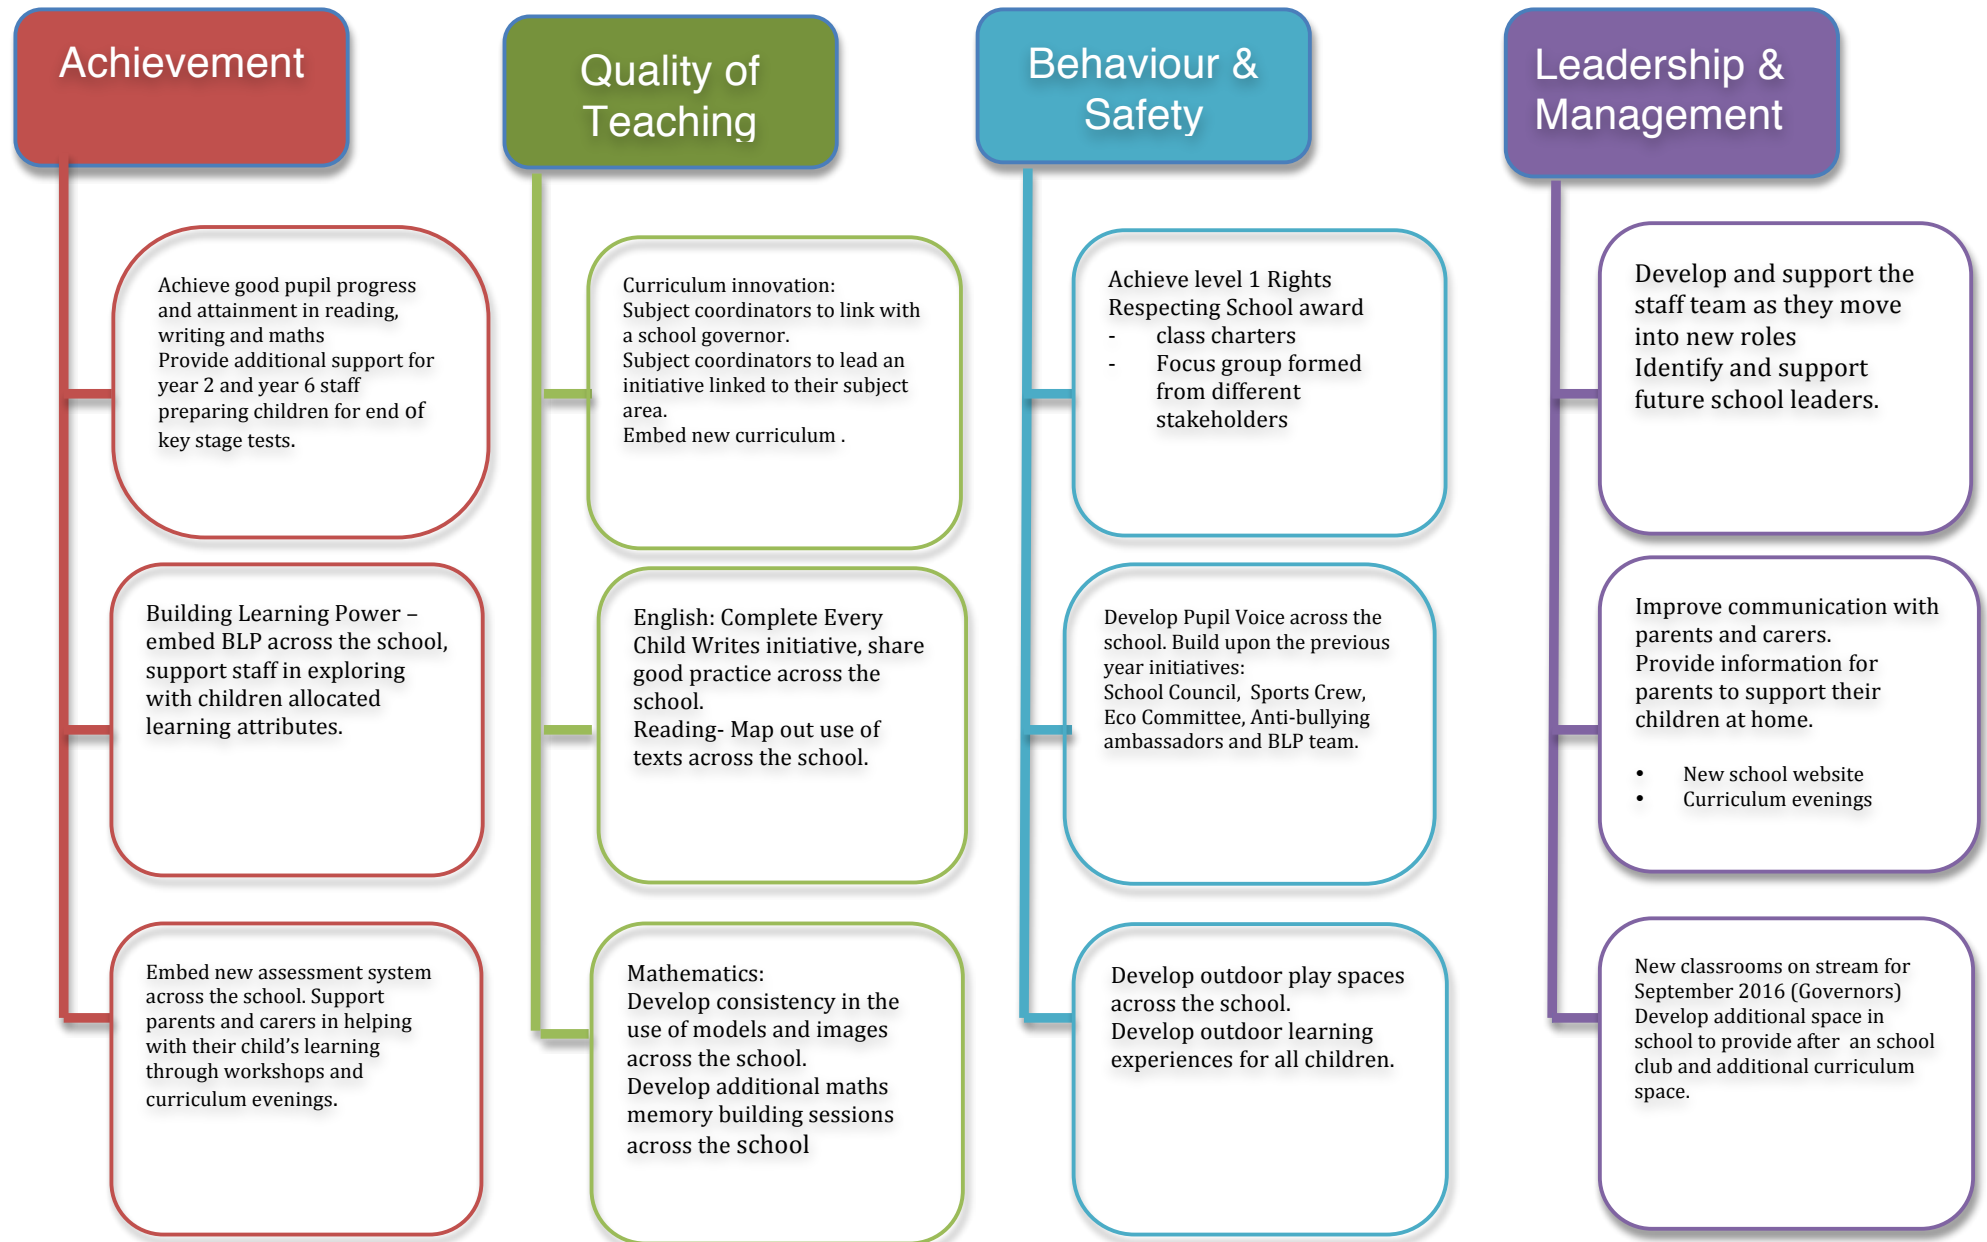 Achievement
Achieve good pupil progress
and attainment in reading,
writing and maths
Provide additional support for
year 2 and year 6 staff
preparing children for end of
key stage tests.
Building Learning Power –
embed BLP across the school,
support staff in exploring
with children allocated
learning attributes.
Embed new assessment system
across the school. Support
parents and carers in helping
with their child’s learning
through workshops and
curriculum evenings.
Quality of
Teaching
Curriculum innovation:
Subject coordinators to link with
a school governor.
Subject coordinators to lead an
initiative linked to their subject
area.
Embed new curriculum .
English: Complete Every
Child Writes initiative, share
good practice across the
school.
Reading- Map out use of
texts across the school.
Mathematics:
Develop consistency in the
use of models and images
across the school.
Develop additional maths
memory building sessions
across the school
Behaviour &
Safety
Achieve level 1 Rights
Respecting School award
- class charters
- Focus group formed
from different
stakeholders
Develop Pupil Voice across the
school. Build upon the previous
year initiatives:
School Council, Sports Crew,
Eco Committee, Anti-bullying
ambassadors and BLP team.
Develop outdoor play spaces
across the school.
Develop outdoor learning
experiences for all children.
Leadership &
Management
Develop and support the
staff team as they move
into new roles
Identify and support
future school leaders.
Improve communication with
parents and carers.
Provide information for
parents to support their
children at home.
• New school website
• Curriculum evenings
New classrooms on stream for
September 2016 (Governors)
Develop additional space in
school to provide after an school
club and additional curriculum
space.